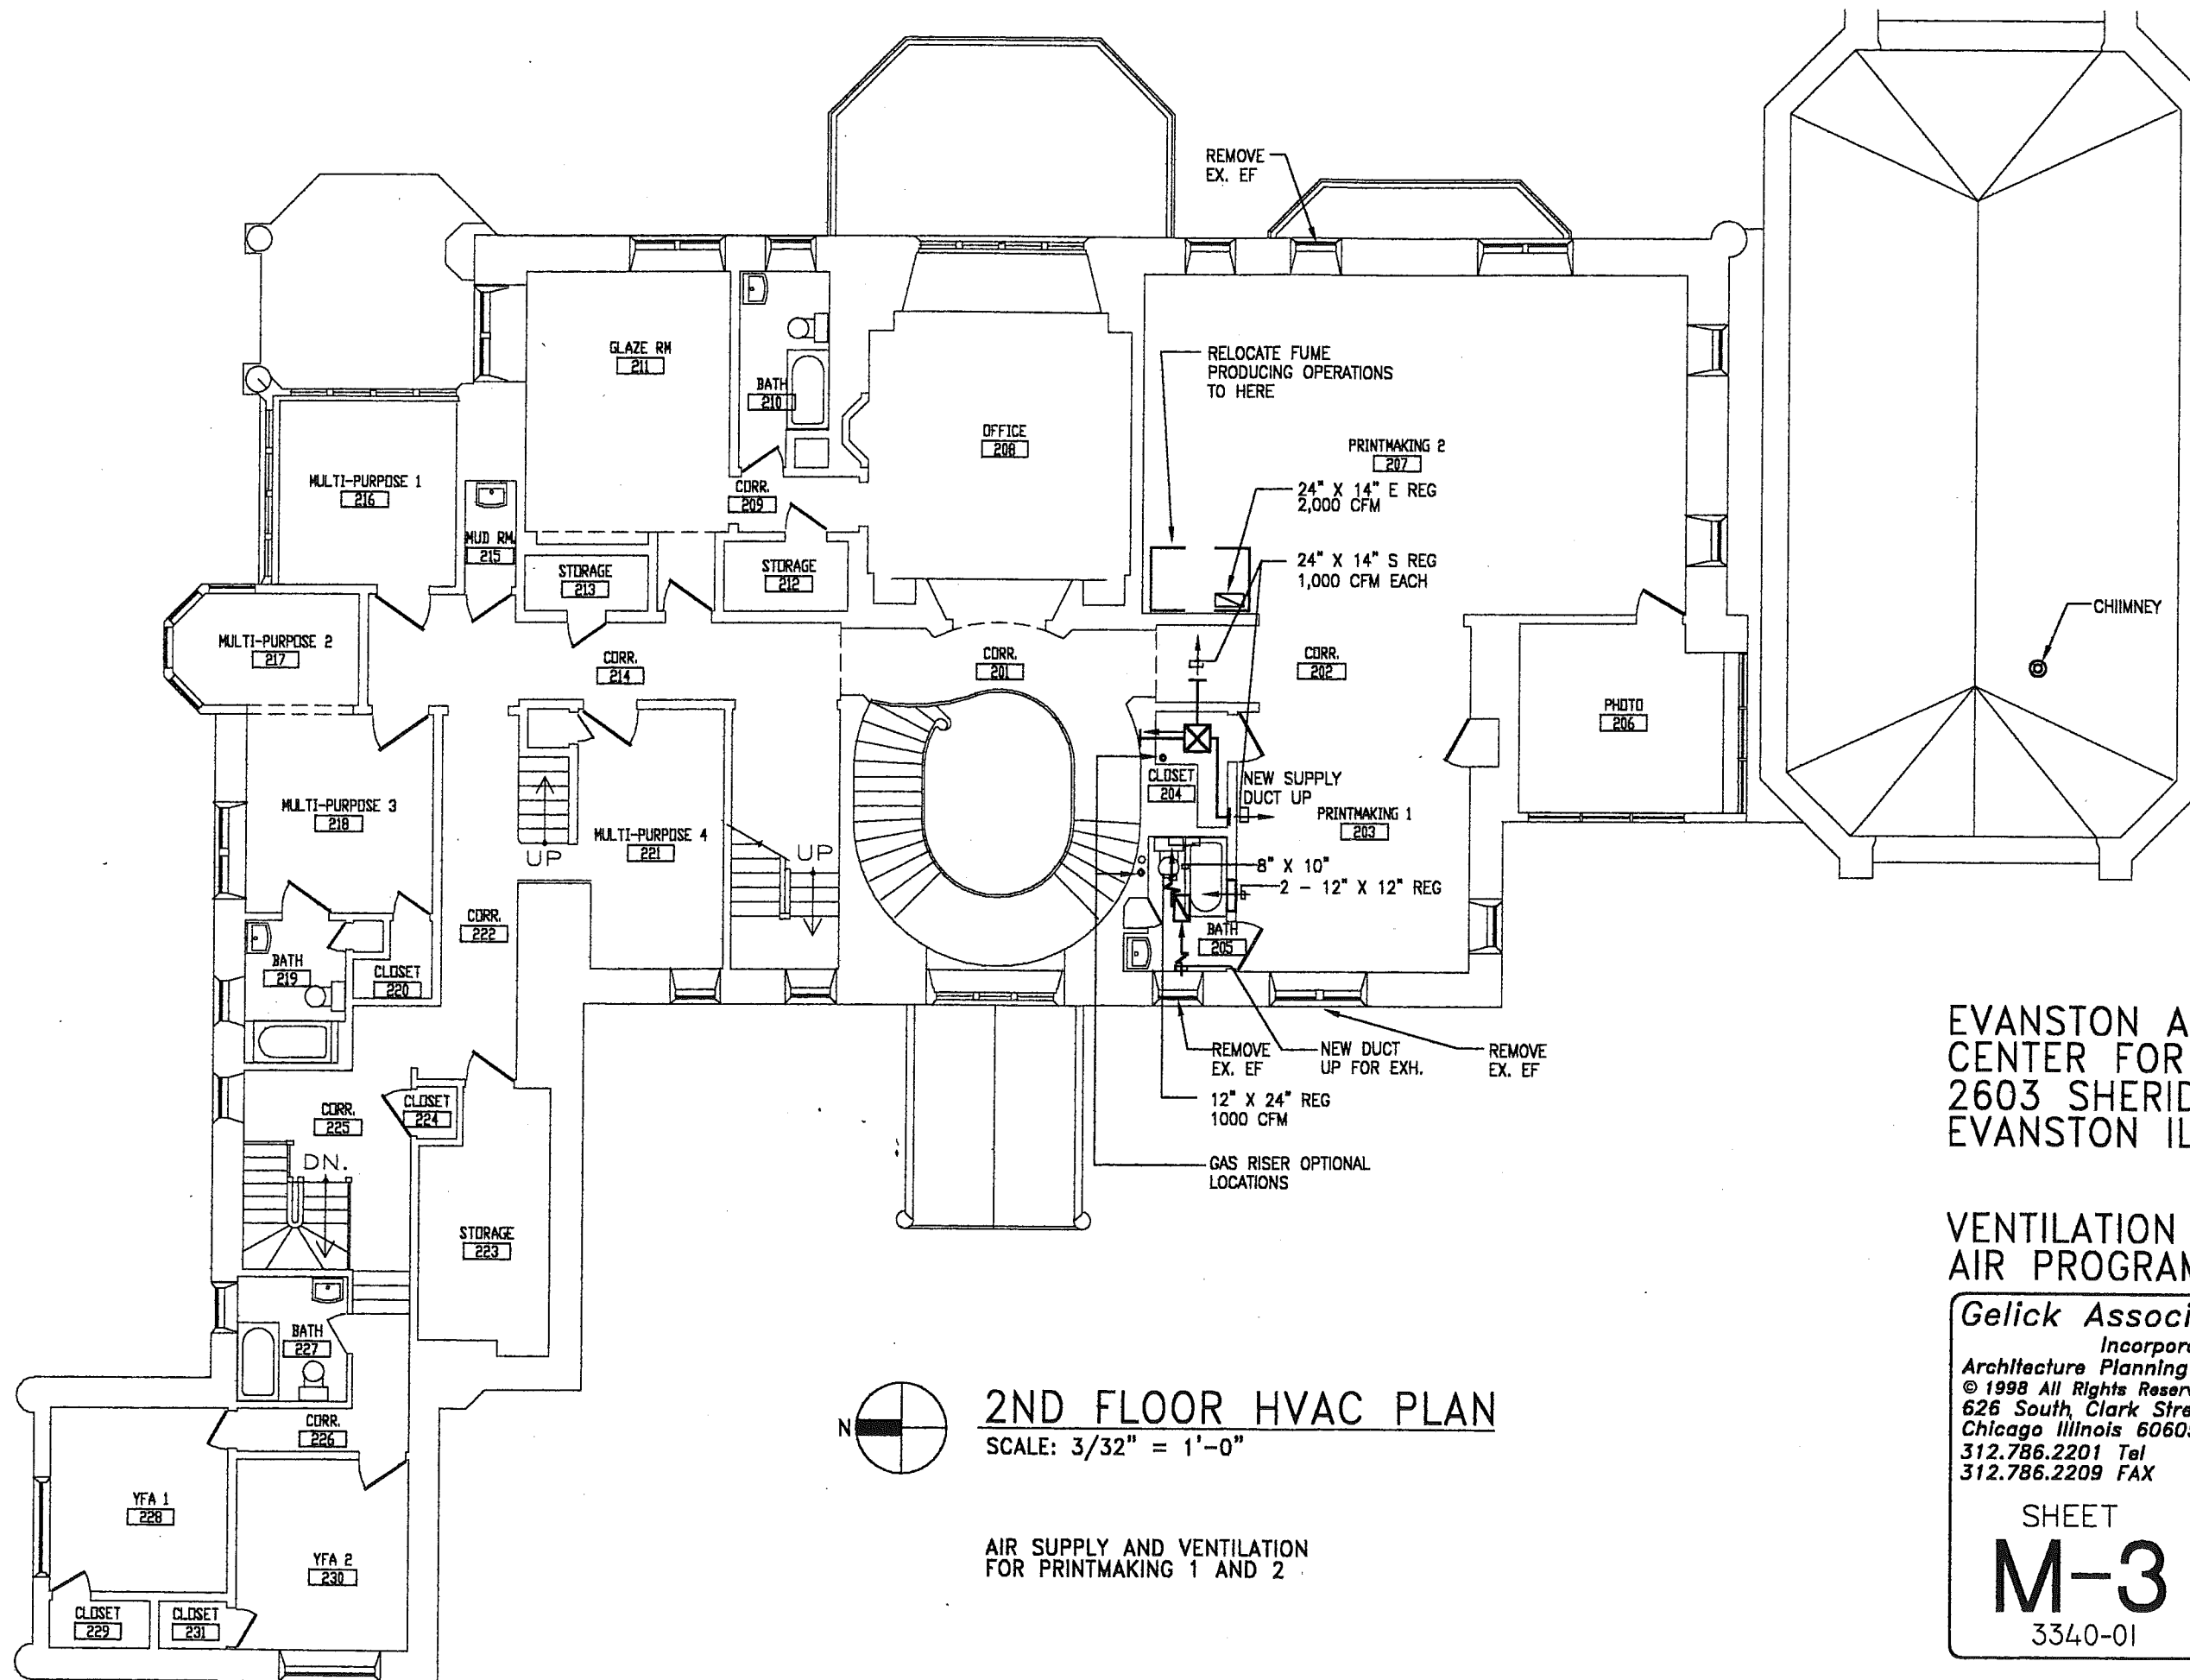 REMOVE
EX. EF
GLAZE RM
211
BATH
210
OFFICE
208
RELOCATE FUME
PRODUCING OPERATIONS
TO HERE
PRINTMAKING 2
207
24" X 14" E REG
2,000 CFM
24" X 14" S REG
1,000 CFM EACH
MULTI-PURPOSE 1
216
MUD RM.
215
CORR.
209
STORAGE
213
STORAGE
212
CHIMNEY
MULTI-PURPOSE 2
217
CORR.
214
CORR.
201
CORR.
202
PHOTO
206
CLOSET
204
NEW SUPPLY
DUCT UP
MULTI-PURPOSE 3
218
MULTI-PURPOSE 4
221
UP
UP
PRINTMAKING 1
203
8" X 10"
2 - 12" X 12" REG
CORR.
222
BATH
205
BATH
219
CLOSET
220
REMOVE
EX. EF
NEW DUCT
UP FOR EXH.
REMOVE
EX. EF
12" X 24" REG
1000 CFM
GAS RISER OPTIONAL
LOCATIONS
CORR.
225
CLOSET
224
DN.
STORAGE
223
BATH
227
CORR.
226
YFA 1
228
YFA 2
230
CLOSET
229
CLOSET
231
N
2ND FLOOR HVAC PLAN
SCALE: 3/32" = 1'-0"
AIR SUPPLY AND VENTILATION
FOR PRINTMAKING 1 AND 2
EVANSTON A
CENTER FOR
2603 SHERID
EVANSTON IL
VENTILATION
AIR PROGRAM
Gelick Associ
Incorpora
Architecture Planning
© 1998 All Rights Reserv
626 South Clark Stre
Chicago Illinois 6060
312.786.2201 Tel
312.786.2209 FAX
SHEET
M-3
3340-01